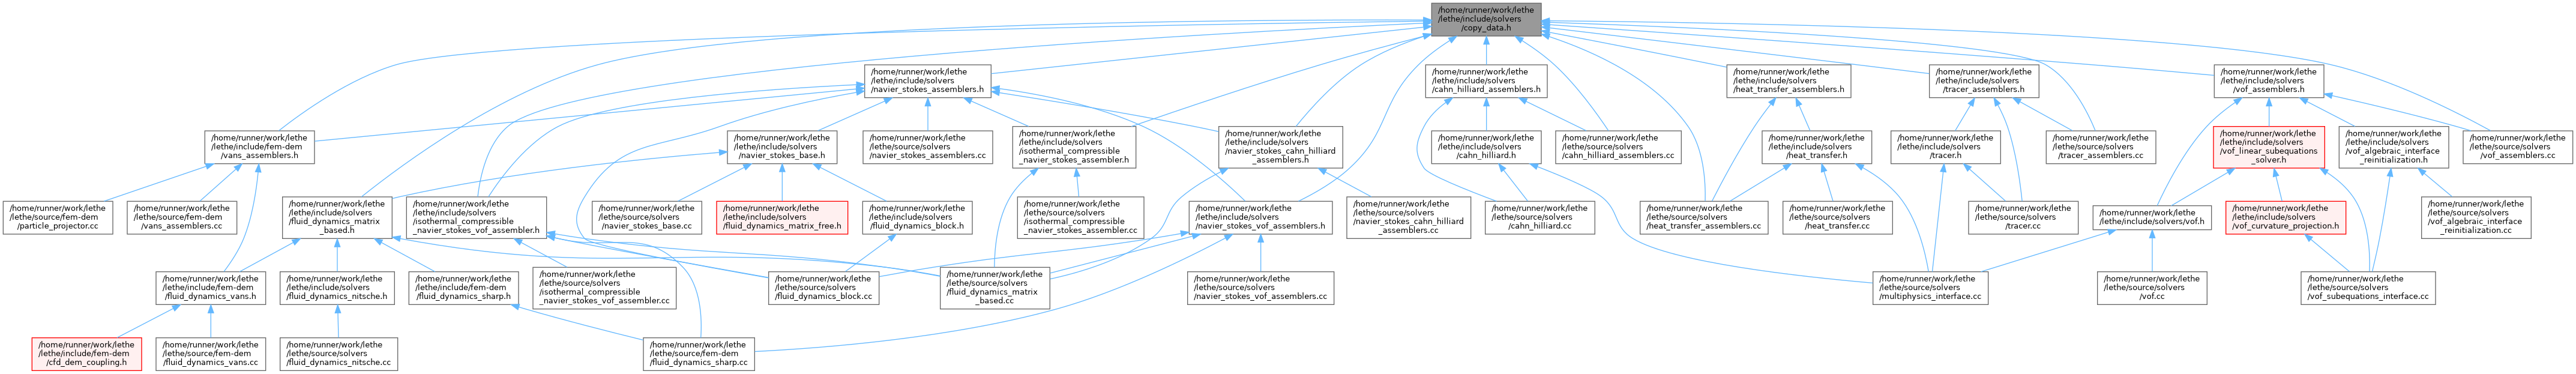 /home/runner/work/lethe
/lethe/include/solvers
/copy_data.h
/home/runner/work/lethe
/lethe/include/solvers
/navier_stokes_assemblers.h
/home/runner/work/lethe
/lethe/include/solvers
/cahn_hilliard_assemblers.h
/home/runner/work/lethe
/lethe/include/solvers
/heat_transfer_assemblers.h
/home/runner/work/lethe
/lethe/include/solvers
/tracer_assemblers.h
/home/runner/work/lethe
/lethe/include/solvers
/vof_assemblers.h
/home/runner/work/lethe
/lethe/include/fem-dem
/vans_assemblers.h
/home/runner/work/lethe
/lethe/include/solvers
/navier_stokes_base.h
/home/runner/work/lethe
/lethe/source/solvers
/navier_stokes_assemblers.cc
/home/runner/work/lethe
/lethe/include/solvers
/isothermal_compressible
_navier_stokes_assembler.h
/home/runner/work/lethe
/lethe/include/solvers
/navier_stokes_cahn_hilliard
_assemblers.h
/home/runner/work/lethe
/lethe/include/solvers
/cahn_hilliard.h
/home/runner/work/lethe
/lethe/source/solvers
/cahn_hilliard_assemblers.cc
/home/runner/work/lethe
/lethe/include/solvers
/heat_transfer.h
/home/runner/work/lethe
/lethe/include/solvers
/tracer.h
/home/runner/work/lethe
/lethe/source/solvers
/tracer_assemblers.cc
/home/runner/work/lethe
/lethe/include/solvers
/vof_linear_subequations
_solver.h
/home/runner/work/lethe
/lethe/include/solvers
/vof_algebraic_interface
_reinitialization.h
/home/runner/work/lethe
/lethe/source/solvers
/vof_assemblers.cc
/home/runner/work/lethe
/lethe/source/fem-dem
/particle_projector.cc
/home/runner/work/lethe
/lethe/source/fem-dem
/vans_assemblers.cc
/home/runner/work/lethe
/lethe/include/solvers
/fluid_dynamics_matrix
_based.h
/home/runner/work/lethe
/lethe/include/solvers
/isothermal_compressible
_navier_stokes_vof_assembler.h
/home/runner/work/lethe
/lethe/source/solvers
/navier_stokes_base.cc
/home/runner/work/lethe
/lethe/include/solvers
/fluid_dynamics_matrix_free.h
/home/runner/work/lethe
/lethe/include/solvers
/fluid_dynamics_block.h
/home/runner/work/lethe
/lethe/source/solvers
/isothermal_compressible
_navier_stokes_assembler.cc
/home/runner/work/lethe
/lethe/include/solvers
/navier_stokes_vof_assemblers.h
/home/runner/work/lethe
/lethe/source/solvers
/navier_stokes_cahn_hilliard
_assemblers.cc
/home/runner/work/lethe
/lethe/source/solvers
/cahn_hilliard.cc
/home/runner/work/lethe
/lethe/source/solvers
/heat_transfer_assemblers.cc
/home/runner/work/lethe
/lethe/source/solvers
/heat_transfer.cc
/home/runner/work/lethe
/lethe/source/solvers
/tracer.cc
/home/runner/work/lethe
/lethe/include/solvers/vof.h
/home/runner/work/lethe
/lethe/include/solvers
/vof_curvature_projection.h
/home/runner/work/lethe
/lethe/source/solvers
/vof_algebraic_interface
_reinitialization.cc
/home/runner/work/lethe
/lethe/include/fem-dem
/fluid_dynamics_vans.h
/home/runner/work/lethe
/lethe/include/solvers
/fluid_dynamics_nitsche.h
/home/runner/work/lethe
/lethe/include/fem-dem
/fluid_dynamics_sharp.h
/home/runner/work/lethe
/lethe/source/solvers
/isothermal_compressible
_navier_stokes_vof_assembler.cc
/home/runner/work/lethe
/lethe/source/solvers
/fluid_dynamics_block.cc
/home/runner/work/lethe
/lethe/source/solvers
/fluid_dynamics_matrix
_based.cc
/home/runner/work/lethe
/lethe/source/solvers
/navier_stokes_vof_assemblers.cc
/home/runner/work/lethe
/lethe/source/solvers
/multiphysics_interface.cc
/home/runner/work/lethe
/lethe/source/solvers
/vof.cc
/home/runner/work/lethe
/lethe/source/solvers
/vof_subequations_interface.cc
/home/runner/work/lethe
/lethe/include/fem-dem
/cfd_dem_coupling.h
/home/runner/work/lethe
/lethe/source/fem-dem
/fluid_dynamics_vans.cc
/home/runner/work/lethe
/lethe/source/solvers
/fluid_dynamics_nitsche.cc
/home/runner/work/lethe
/lethe/source/fem-dem
/fluid_dynamics_sharp.cc